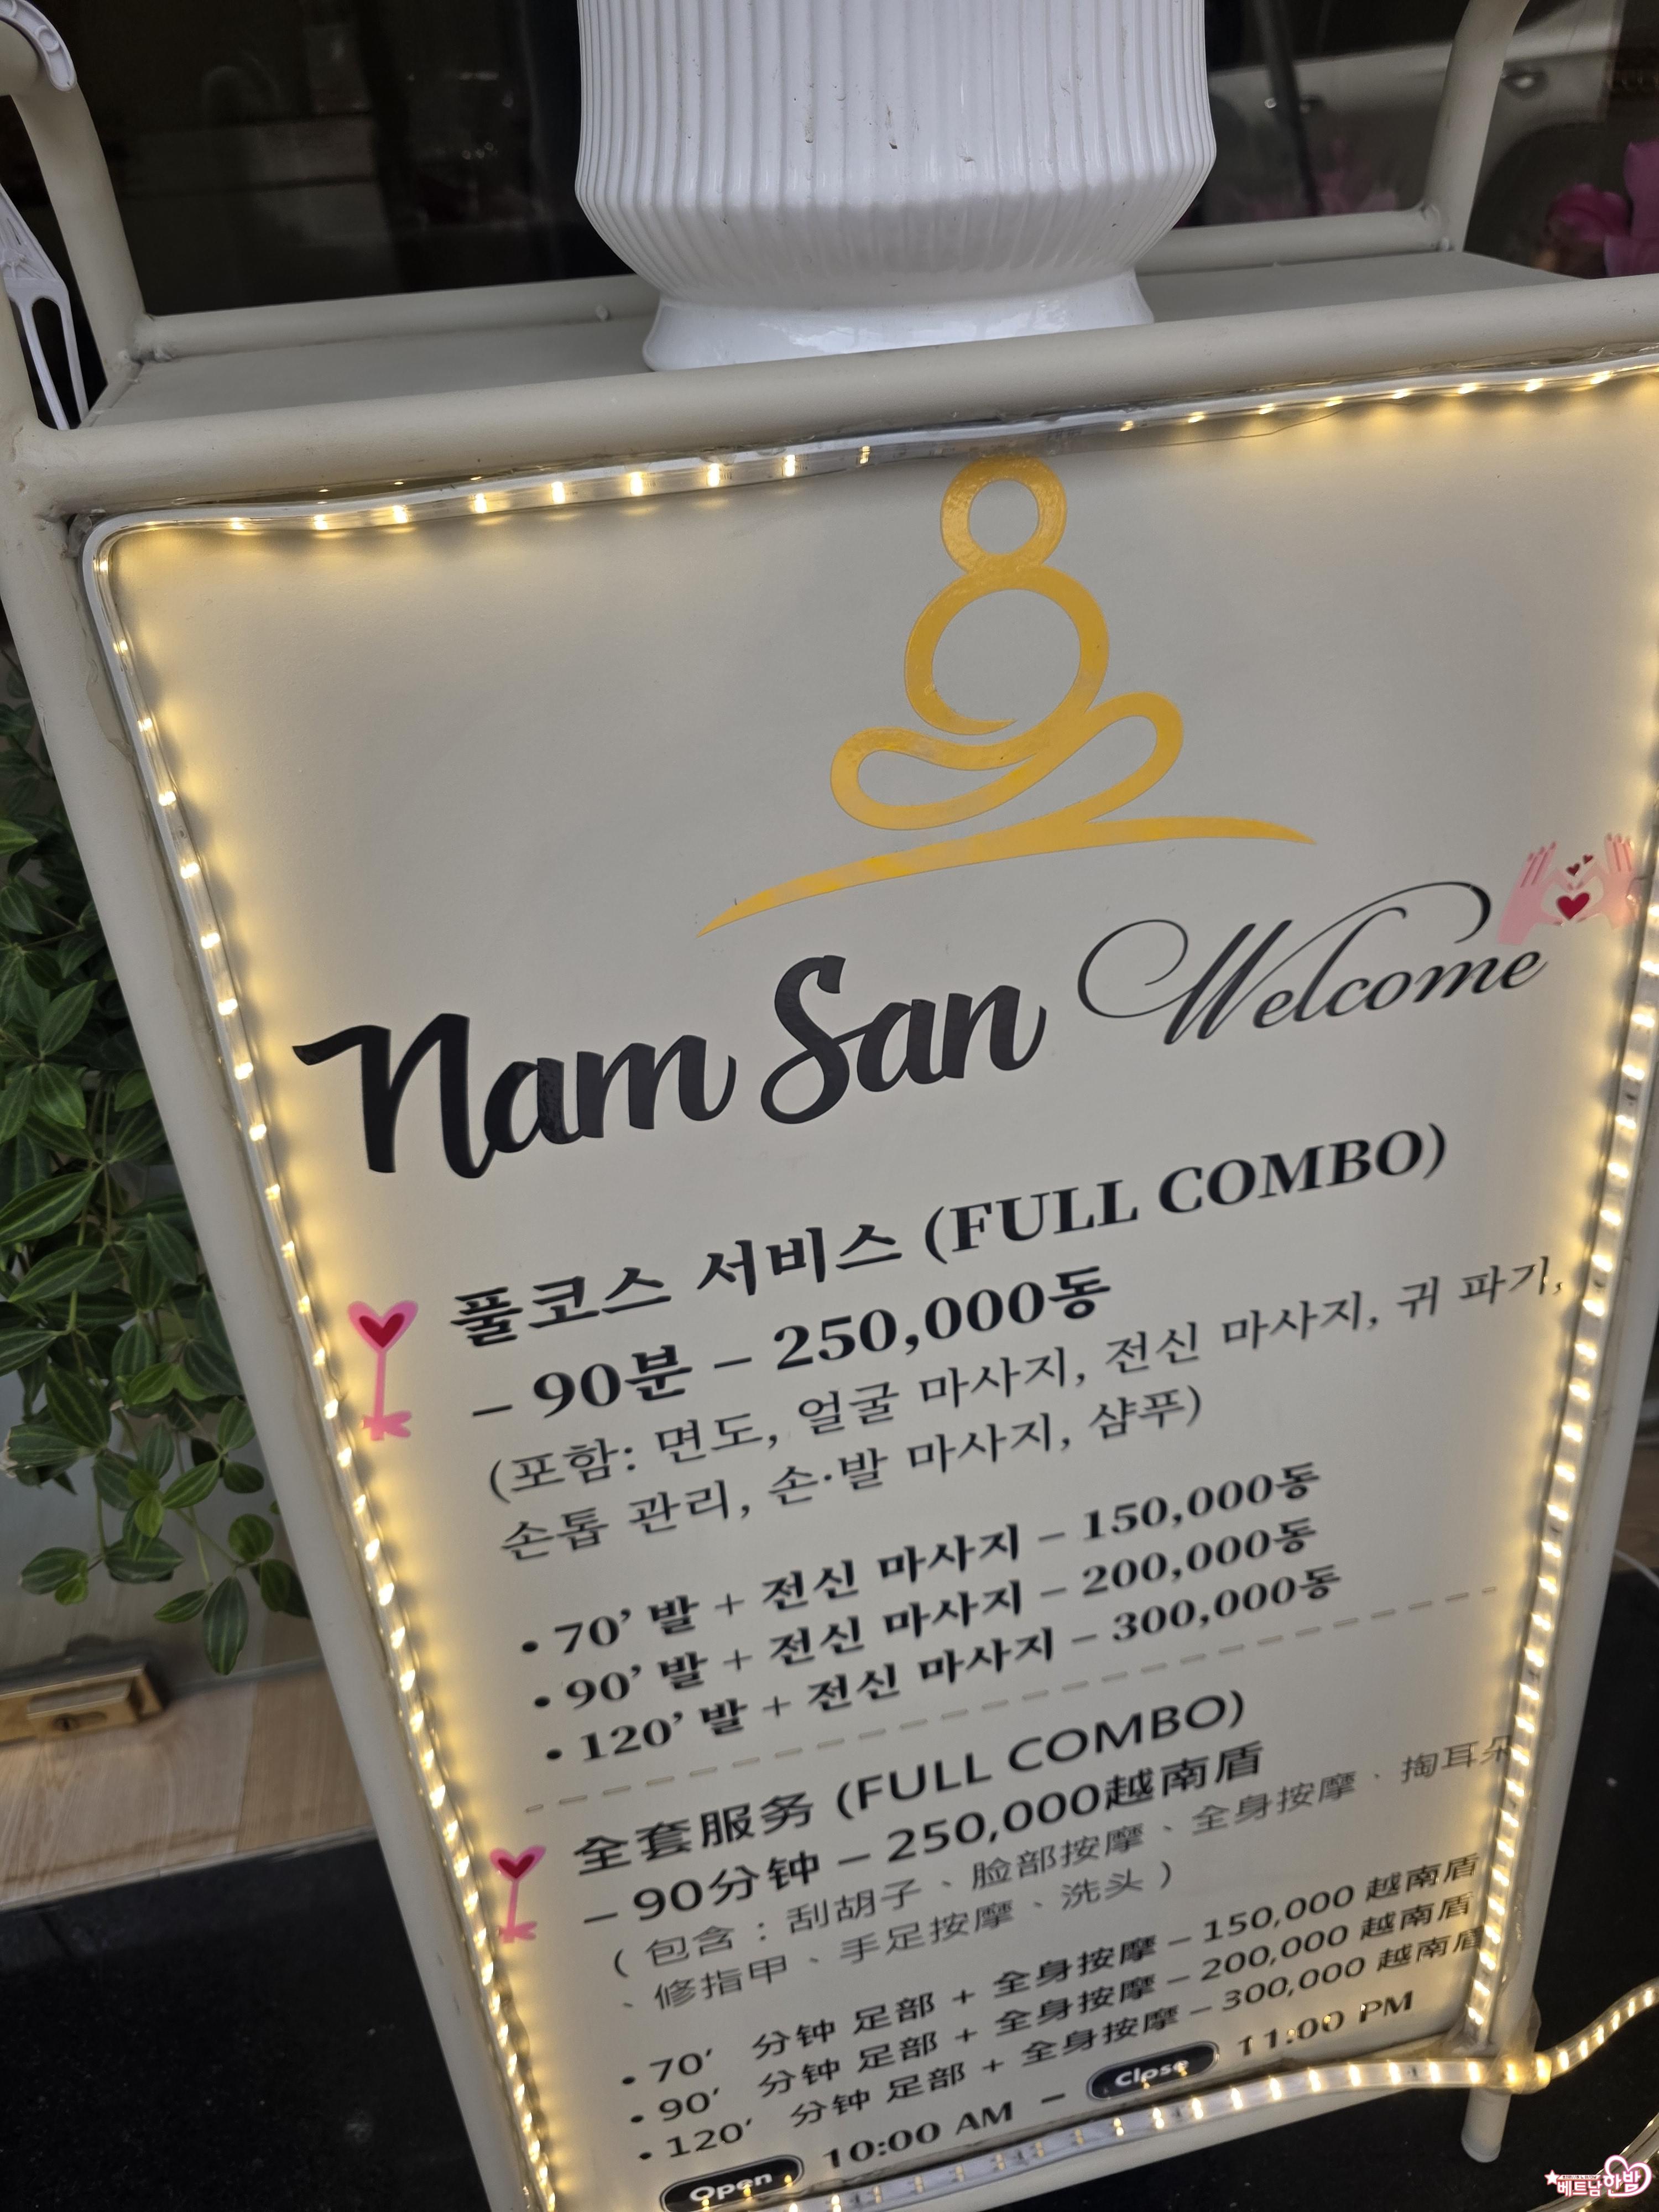 Nam San Welcome
풀코스 서비스 (FULL COMBO)
– 90분 – 250,000동
(포함: 면도, 얼굴 마사지, 전신 마사지, 귀 파기,
손톱 관리, 손·발 마사지, 샴푸)
• 70’ 발 + 전신 마사지 – 150,000동
• 90’ 발 + 전신 마사지 – 200,000동
• 120’ 발 + 전신 마사지 – 300,000동
全套服务 (FULL COMBO)
– 90分钟 – 250,000越南盾
（ 包含：刮胡子、脸部按摩、全身按摩、掏耳朵
、修指甲、手足按摩、洗头 ）
• 70′ 分钟 足部 + 全身按摩 – 150,000 越南盾
• 90′ 分钟 足部 + 全身按摩 – 200,000 越南盾
• 120′ 分钟 足部 + 全身按摩 – 300,000 越南盾
Open 10:00 AM – Close 11:00 PM
베트남한밤